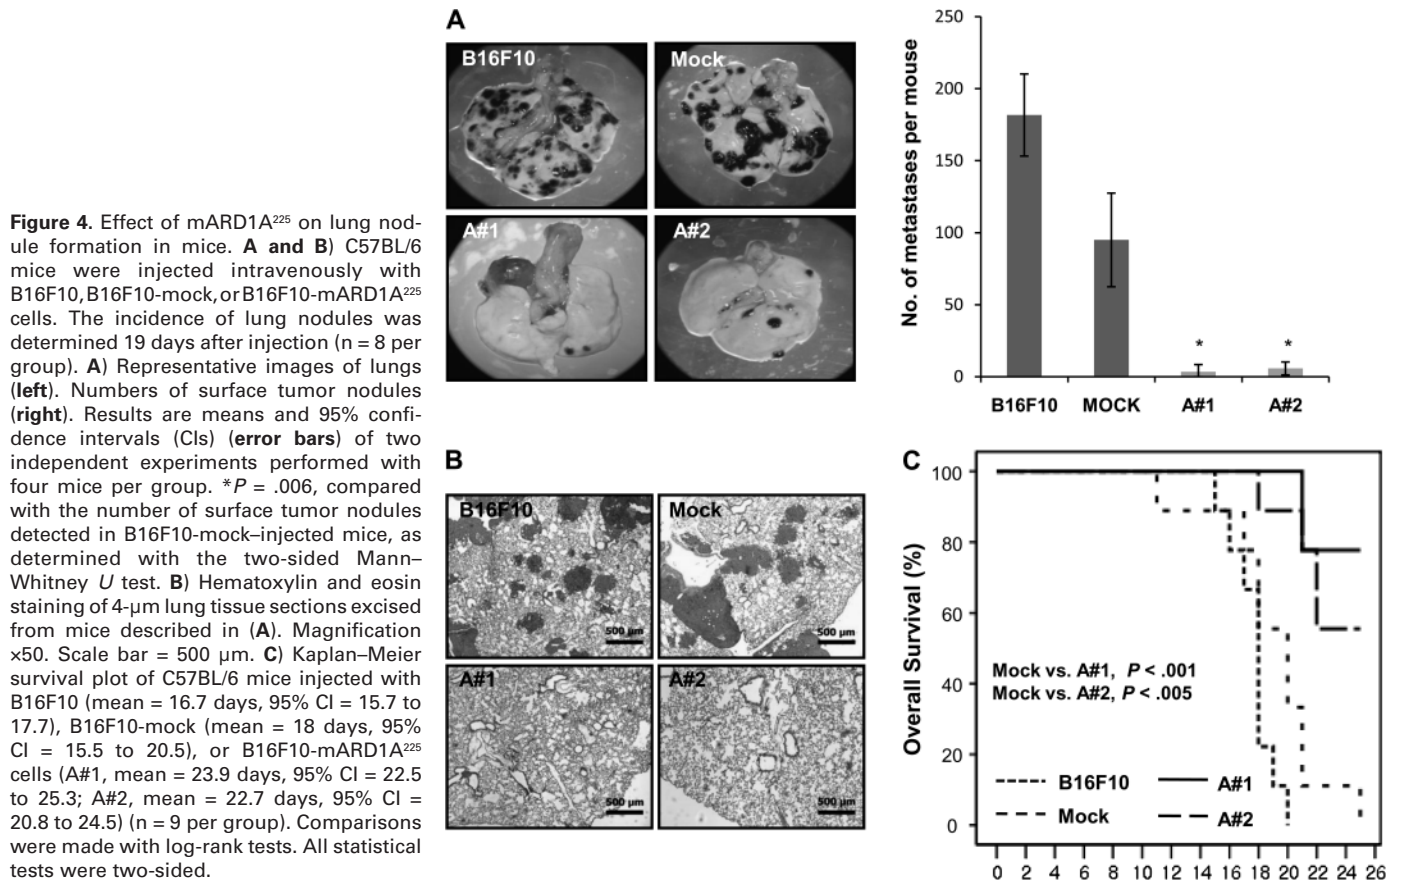 Figure 4. Effect of mARD1A²²⁵ on lung nod-
ule formation in mice. A and B) C57BL/6
mice were injected intravenously with
B16F10, B16F10-mock, or B16F10-mARD1A²²⁵
cells. The incidence of lung nodules was
determined 19 days after injection (n = 8 per
group). A) Representative images of lungs
(left). Numbers of surface tumor nodules
(right). Results are means and 95% confi-
dence intervals (CIs) (error bars) of two
independent experiments performed with
four mice per group. *P = .006, compared
with the number of surface tumor nodules
detected in B16F10-mock–injected mice, as
determined with the two-sided Mann–
Whitney U test. B) Hematoxylin and eosin
staining of 4-µm lung tissue sections excised
from mice described in (A). Magnification
×50. Scale bar = 500 µm. C) Kaplan–Meier
survival plot of C57BL/6 mice injected with
B16F10 (mean = 16.7 days, 95% CI = 15.7 to
17.7), B16F10-mock (mean = 18 days, 95%
CI = 15.5 to 20.5), or B16F10-mARD1A²²⁵
cells (A#1, mean = 23.9 days, 95% CI = 22.5
to 25.3; A#2, mean = 22.7 days, 95% CI =
20.8 to 24.5) (n = 9 per group). Comparisons
were made with log-rank tests. All statistical
tests were two-sided.
A
B16F10
Mock
A#1
A#2
No. of metastases per mouse
250
200
150
100
50
0
* *
B16F10 MOCK A#1 A#2
B
B16F10
500 µm
Mock
500 µm
A#1
500 µm
A#2
500 µm
C
Overall Survival (%)
100
80
60
40
20
0
Mock vs. A#1, P < .001
Mock vs. A#2, P < .005
B16F10 A#1
Mock A#2
0 2 4 6 8 10 12 14 16 18 20 22 24 26